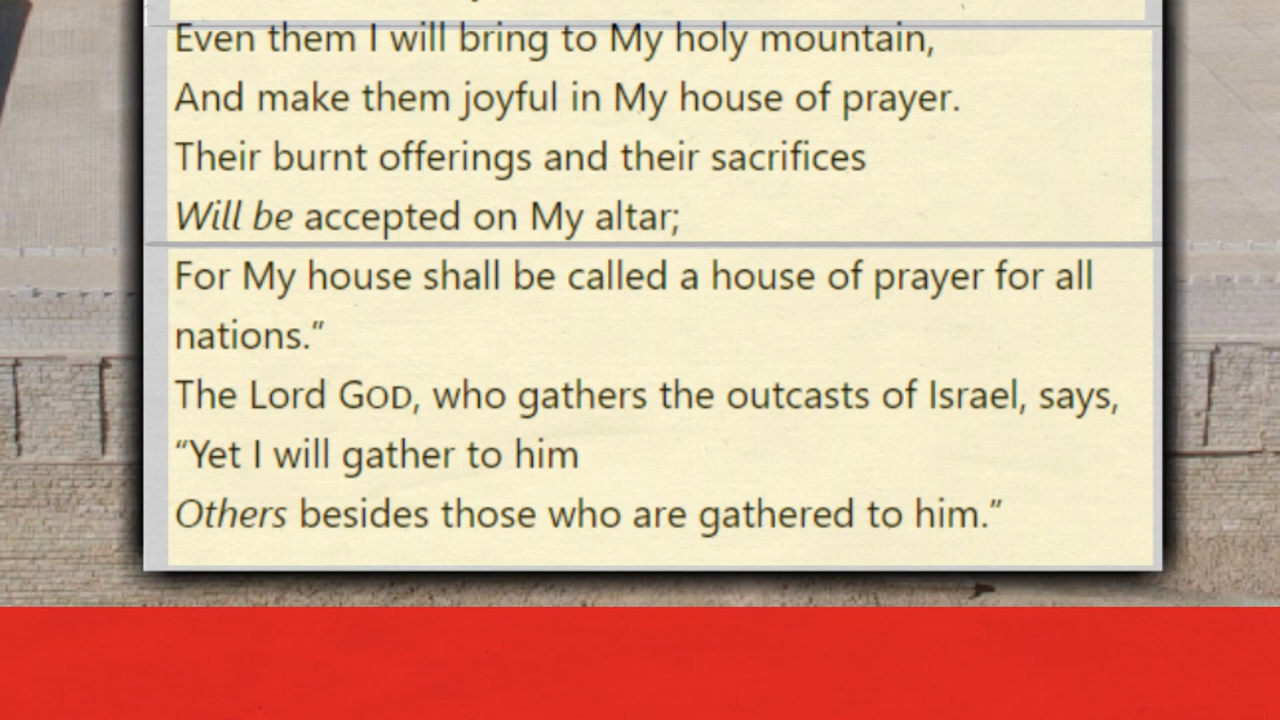 Even them I will bring to My holy mountain,
And make them joyful in My house of prayer.
Their burnt offerings and their sacrifices
Will be accepted on My altar;
For My house shall be called a house of prayer for all
nations.”
The Lord GOD, who gathers the outcasts of Israel, says,
“Yet I will gather to him
Others besides those who are gathered to him.”